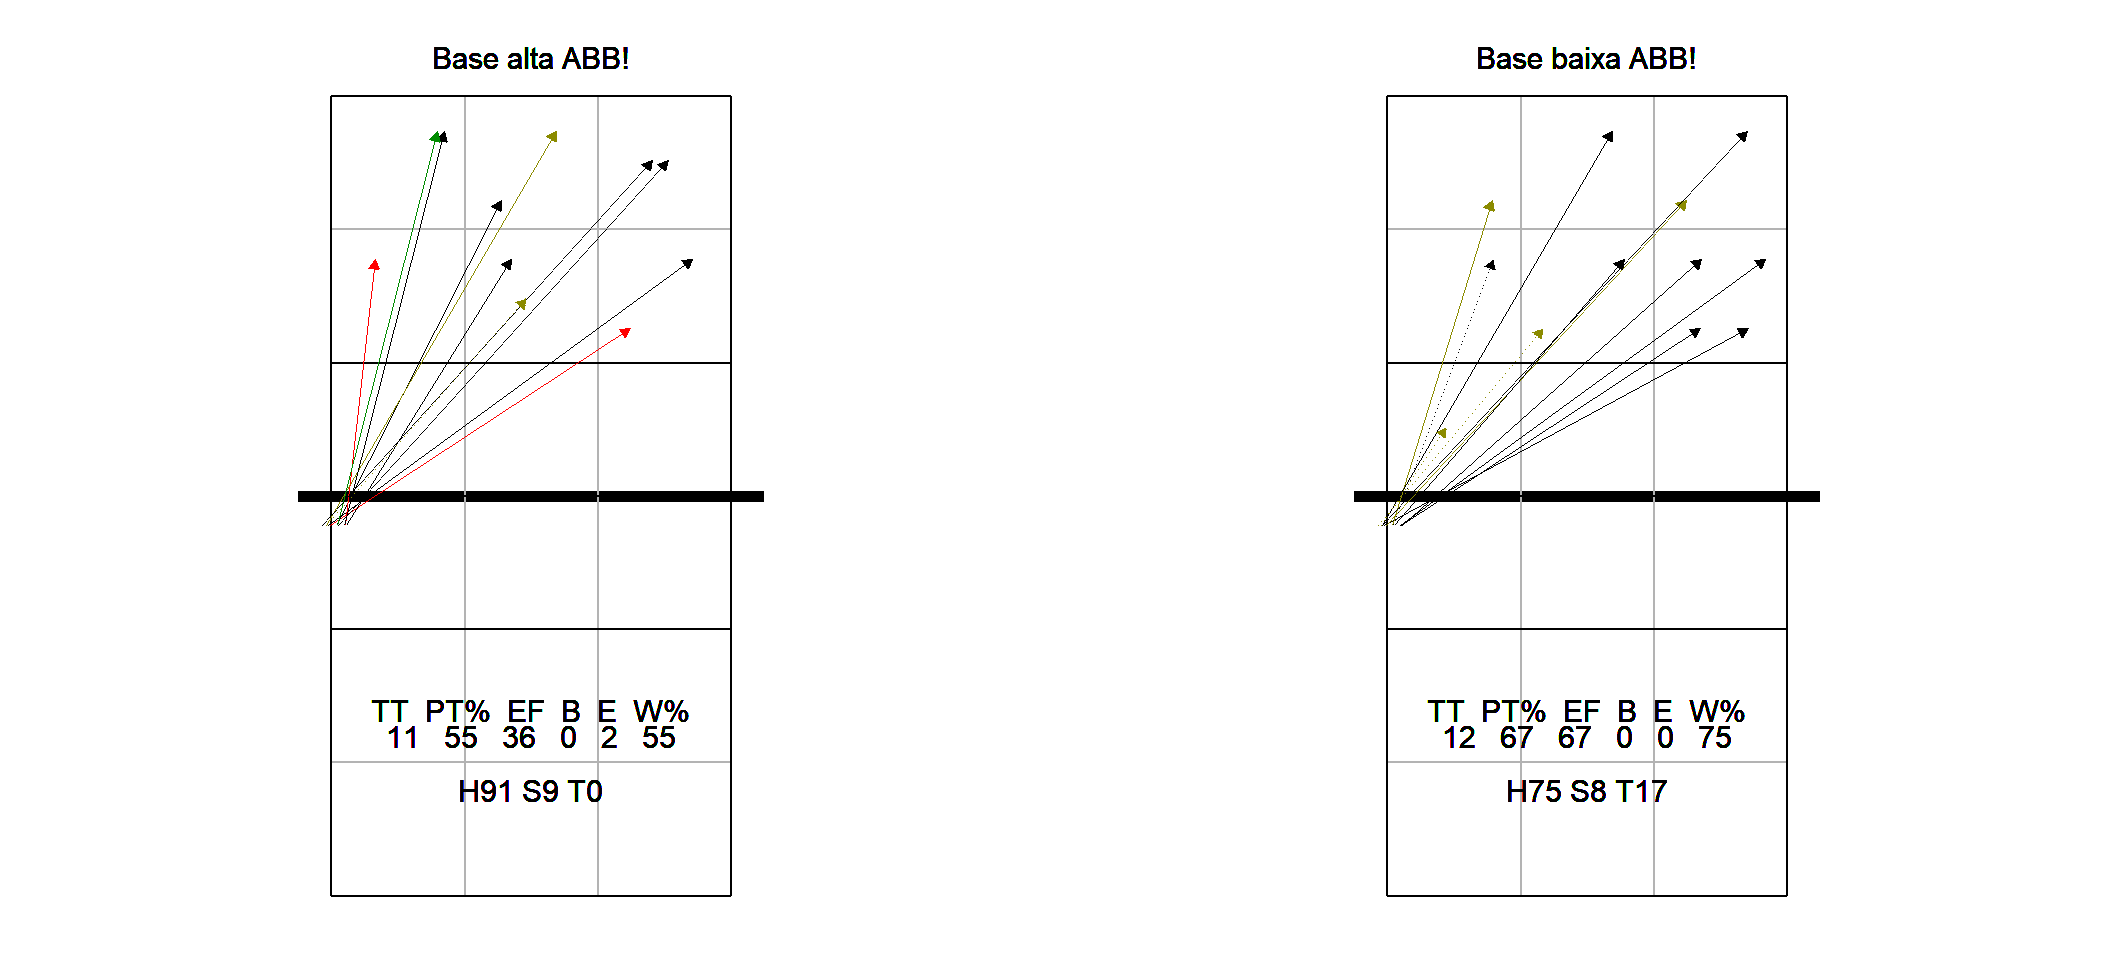 Base alta ABB!
TT PT% EF B E W%
11 55 36 0 2 55
H91 S9 T0
Base baixa ABB!
TT PT% EF B E W%
12 67 67 0 0 75
H75 S8 T17